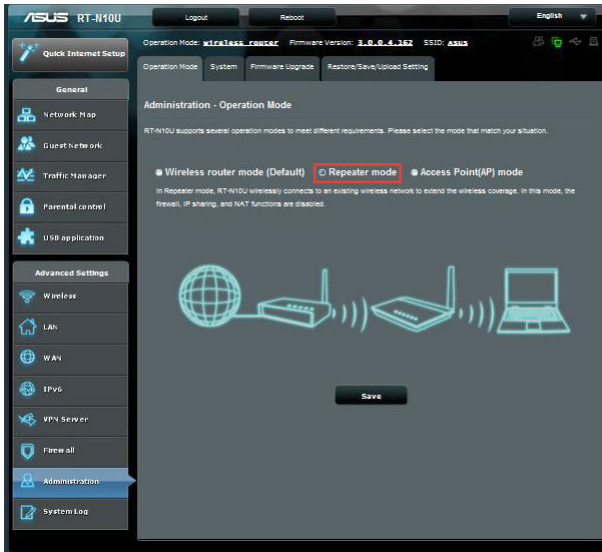 ASUS RT-N10U
Logout
Reboot
English
Quick Internet Setup
Operation Mode: wireless router Firmware Version: 3.0.0.4.162 SSID: ASUS
Operation Mode System Firmware Upgrade Restore/Save/Upload Setting
General
Network Map
Guest Network
Traffic Manager
Parental control
USB application
Advanced Settings
Wireless
LAN
WAN
IPv6
VPN Server
Firewall
Administration
System Log
Administration - Operation Mode
RT-N10U supports several operation modes to meet different requirements. Please select the mode that match your situation.
Wireless router mode (Default) Repeater mode Access Point(AP) mode
In Repeater mode, RT-N10U wirelessly connects to an existing wireless network to extend the wireless coverage. In this mode, the
firewall, IP sharing, and NAT functions are disabled.
Save